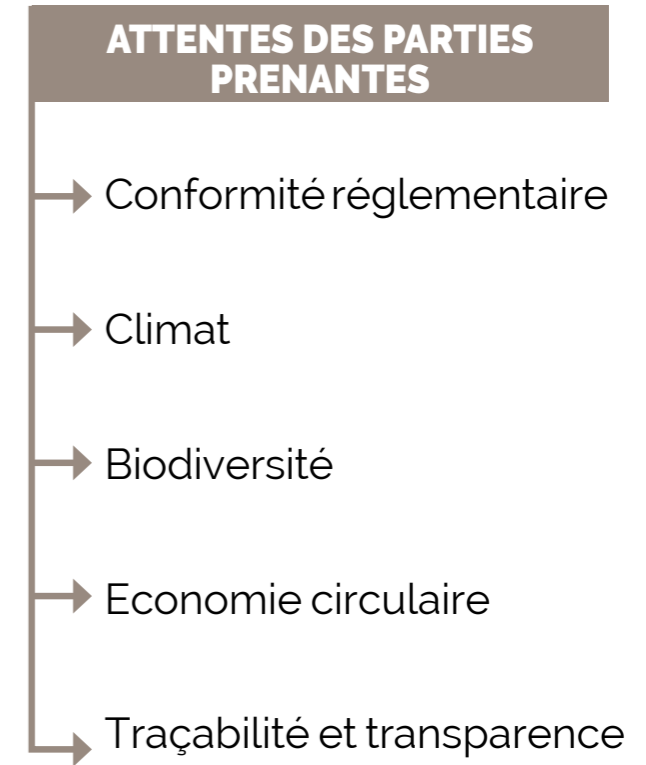 ATTENTES DES PARTIES
PRENANTES
Conformité réglementaire
Climat
Biodiversité
Economie circulaire
Traçabilité et transparence